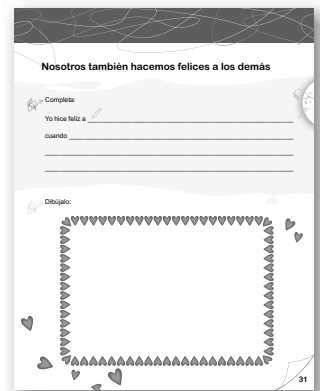 Nosotros también hacemos felices a los demás
Completa:
Yo hice feliz a
cuando
Dibújalo:
31